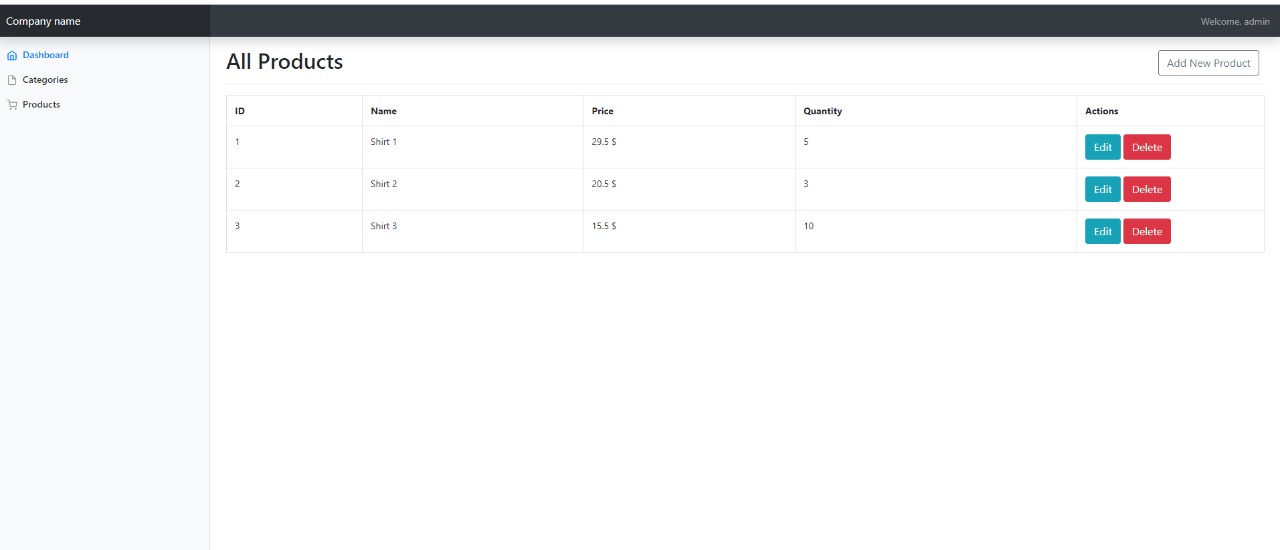 Company name
Welcome, admin
Dashboard
Categories
Products
All Products
Add New Product
ID Name Price Quantity Actions
1 Shirt 1 29.5 $ 5 Edit Delete
2 Shirt 2 20.5 $ 3 Edit Delete
3 Shirt 3 15.5 $ 10 Edit Delete